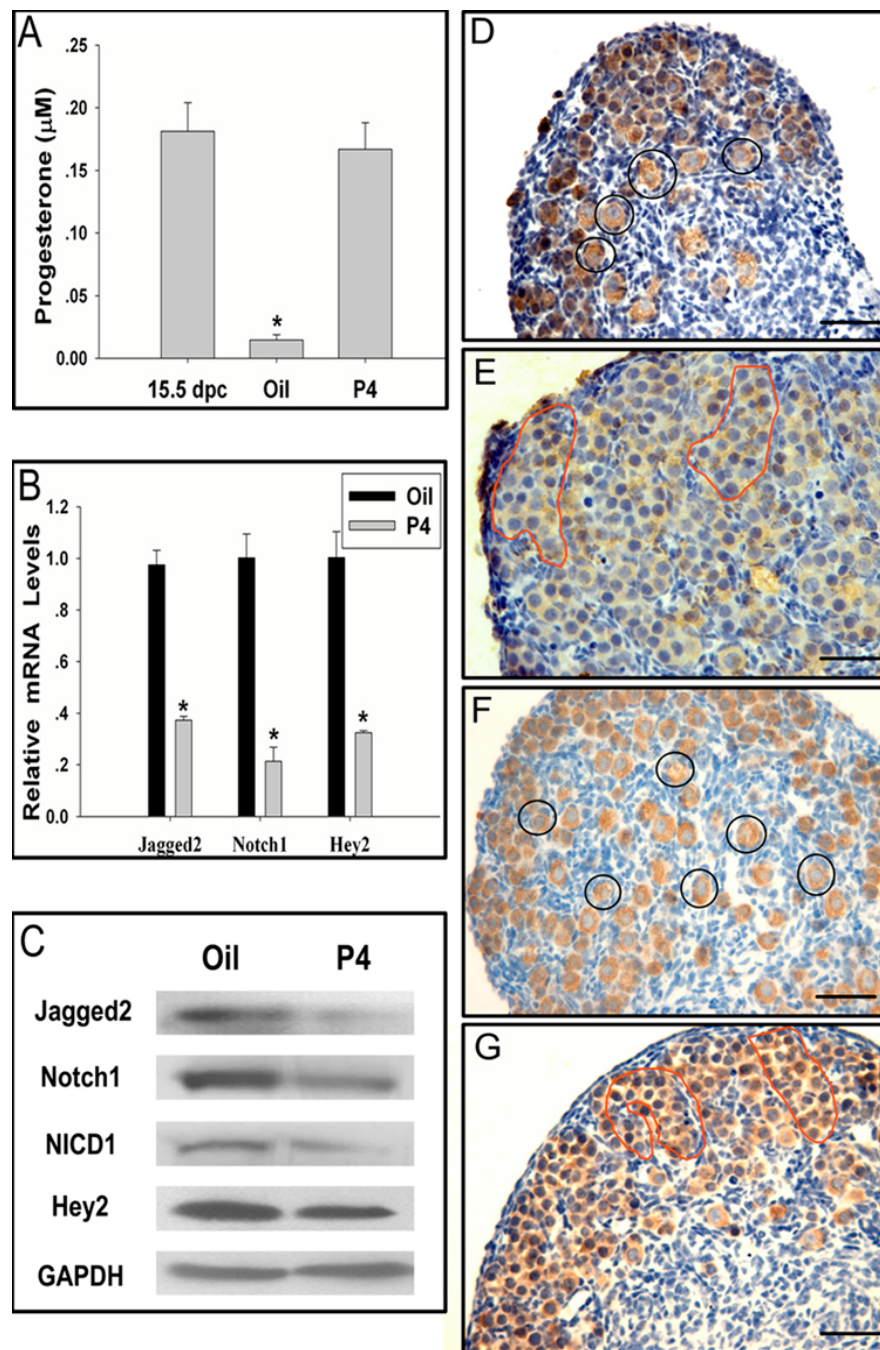 A
Progesterone (µM)
.25
.20
.15
.10
.05
0.00
*
15.5 dpc Oil P4
B
Relative mRNA Levels
1.2
1.0
.8
.6
.4
.2
0.0
Oil
P4
* * *
Jagged2 Notch1 Hey2
C
Oil P4
Jagged2
Notch1
NICD1
Hey2
GAPDH
D
E
F
G